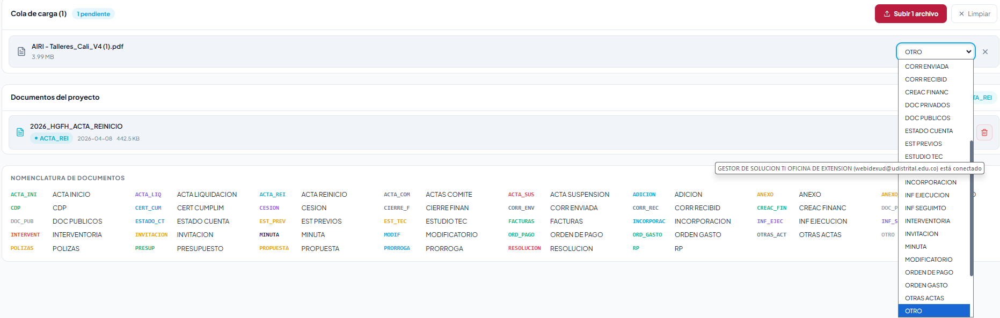 Cola de carga (1) 1 pendiente Subir 1 archivo Limpiar
AIRI - Talleres_Cali_V4 (1).pdf
3.99 MB
OTRO
CORR ENVIADA
CORR RECIBID
CREAC FINANC
DOC PRIVADOS
DOC PUBLICOS
ESTADO CUENTA
EST PREVIOS
ESTUDIO TEC
INCORPORACION
INF EJECUCION
INF SEGUIMTO
INTERVENTORIA
INVITACION
MINUTA
MODIFICATORIO
ORDEN DE PAGO
ORDEN GASTO
OTRAS ACTAS
OTRO
Documentos del proyecto TA_REI
2026_HGFH_ACTA_REINICIO
ACTA_REI 2026-04-08 442.5 KB
GESTOR DE SOLUCION TI OFICINA DE EXTENSION (webidexud@udistrital.edu.co) está conectado
NOMENCLATURA DE DOCUMENTOS
ACTA_INI ACTA INICIO ACTA_LIQ ACTA LIQUIDACION ACTA_REI ACTA REINICIO ACTA_COM ACTAS COMITE ACTA_SUS ACTA SUSPENSION ADICION ADICION ANEXO ANEXO ANEXO
CDP CDP CERT_CUM CERT CUMPLIM CESION CESION CIERRE_F CIERRE FINAN CORR_ENV CORR ENVIADA CORR_REC CORR RECIBID CREAC_FIN CREAC FINANC DOC_P
DOC_PUB DOC PUBLICOS ESTADO_CT ESTADO CUENTA EST_PREV EST PREVIOS EST_TEC ESTUDIO TEC FACTURAS FACTURAS INCORPORAC INCORPORACION INF_EJEC INF EJECUCION INF_S
INTERVENT INTERVENTORIA INVITACION INVITACION MINUTA MINUTA MODIF MODIFICATORIO ORD_PAGO ORDEN DE PAGO ORD_GASTO ORDEN GASTO OTRAS_ACT OTRAS ACTAS OTRO
POLIZAS POLIZAS PRESUP PRESUPUESTO PROPUESTA PROPUESTA PRORROGA PRORROGA RESOLUCION RESOLUCION RP RP